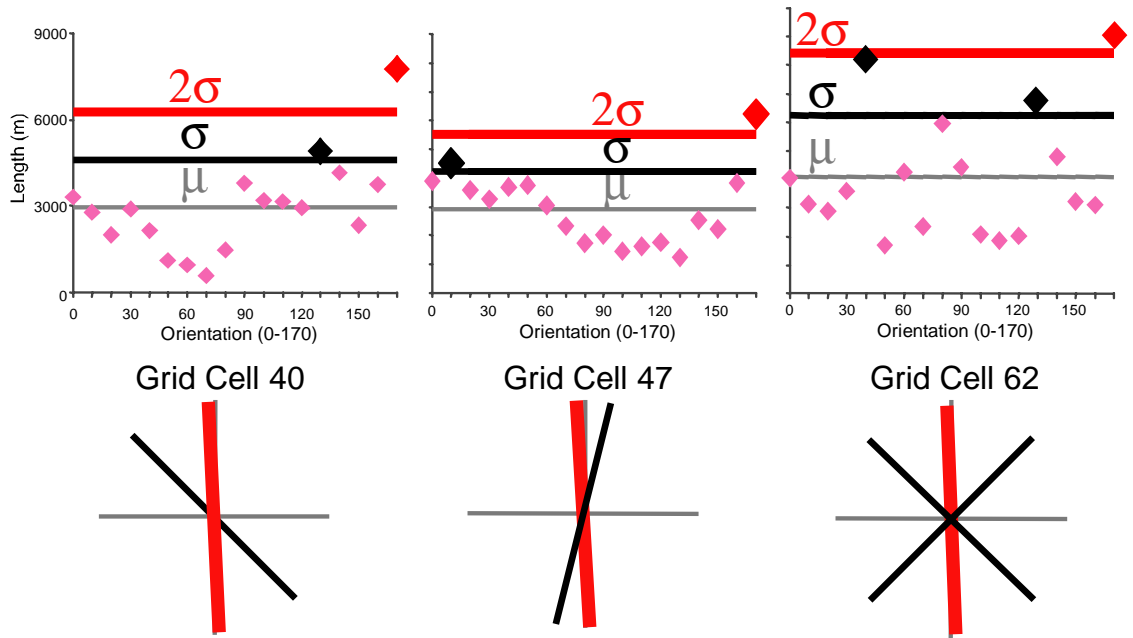 9000
6000
3000
0
Length (m)
2σ
σ
μ
0 30 60 90 120 150
Orientation (0-170)
2σ
σ
μ
0 30 60 90 120 150
Orientation (0-170)
2σ
σ
μ
0 30 60 90 120 150
Orientation (0-170)
Grid Cell 40
Grid Cell 47
Grid Cell 62